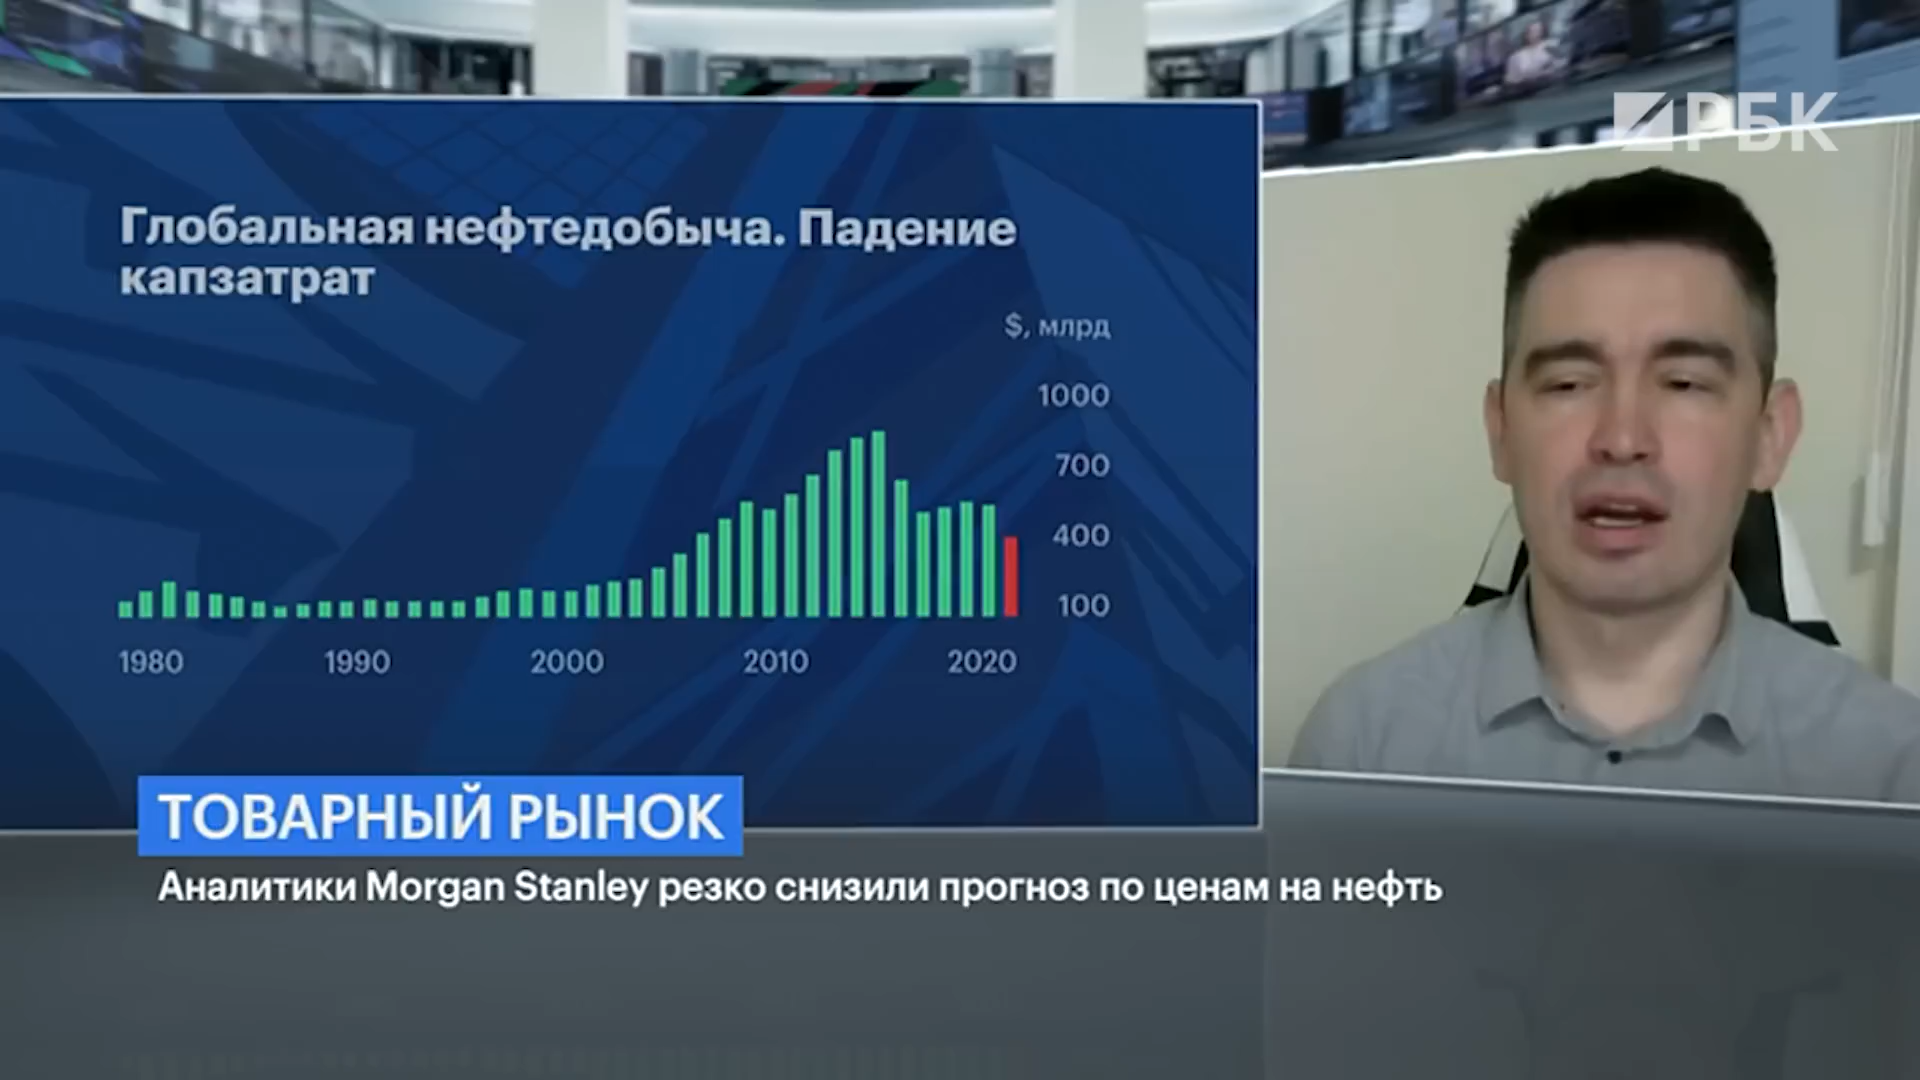 РБК
Глобальная нефтедобыча. Падение
капзатрат
$, млрд
1000
700
400
100
1980 1990 2000 2010 2020
ТОВАРНЫЙ РЫНОК
Аналитики Morgan Stanley резко снизили прогноз по ценам на нефть